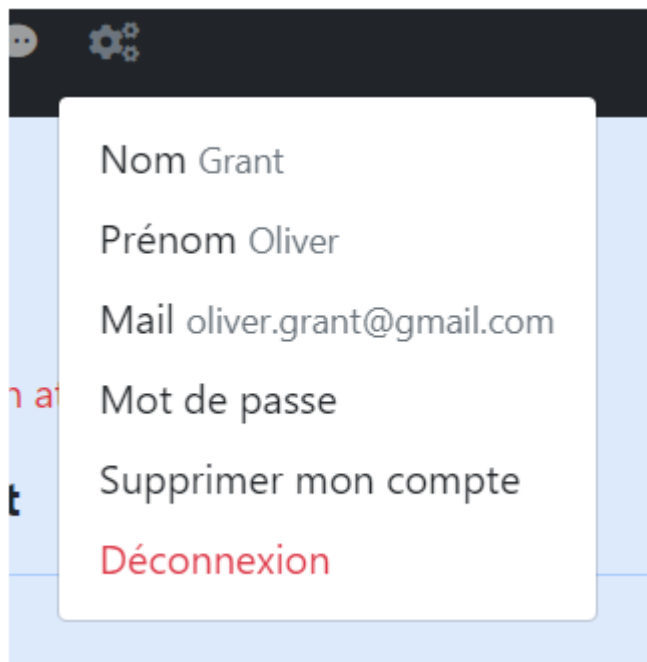 Nom Grant
Prénom Oliver
Mail oliver.grant@gmail.com
Mot de passe
Supprimer mon compte
Déconnexion